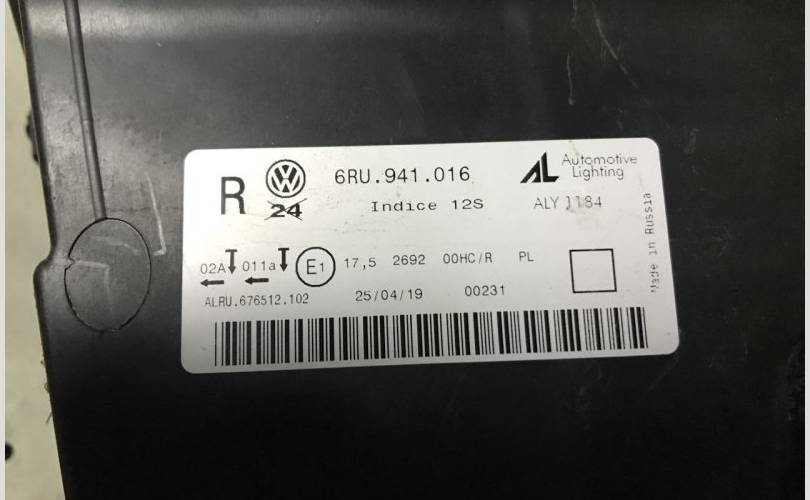 R 6RU.941.016 AL Automotive Lighting
24 Indice 12S ALY 1184
02A 011a E1 17,5 2692 00HC/R PL
ALRU.676512.102 25/04/19 00231
Made in Russia